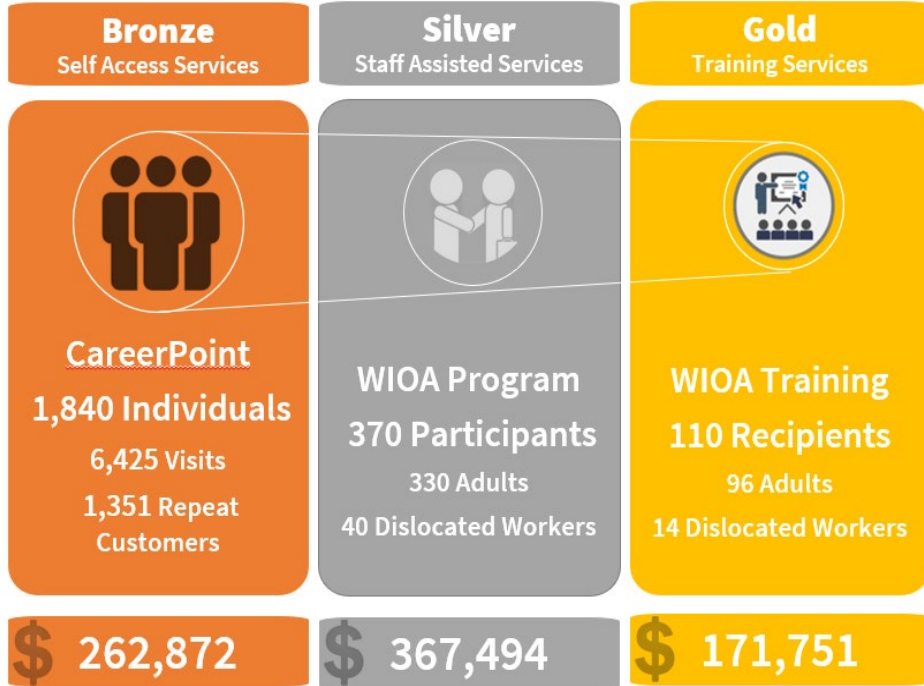 Bronze
Self Access Services
Silver
Staff Assisted Services
Gold
Training Services
CareerPoint
1,840 Individuals
6,425 Visits
1,351 Repeat
Customers
WIOA Program
370 Participants
330 Adults
40 Dislocated Workers
WIOA Training
110 Recipients
96 Adults
14 Dislocated Workers
$ 262,872
$ 367,494
$ 171,751